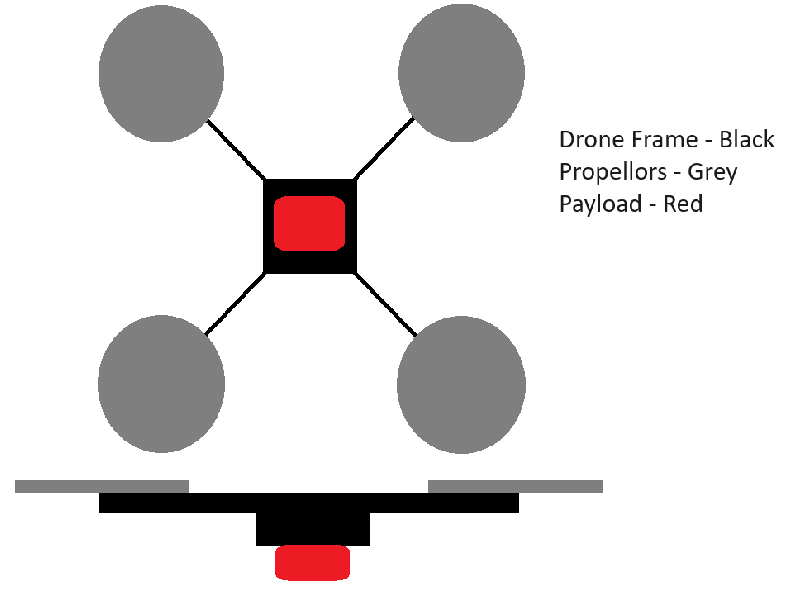 Drone Frame - Black
Propellors - Grey
Payload - Red